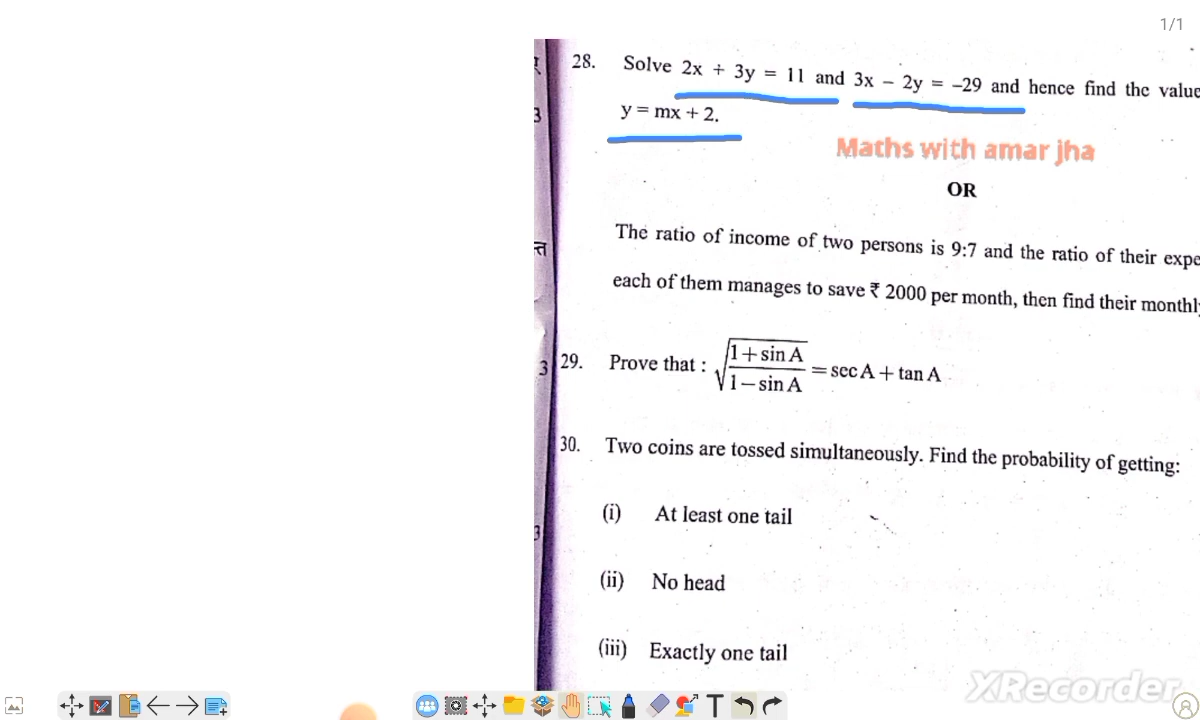 1/1
28. Solve 2x + 3y = 11 and 3x − 2y = −29 and hence find the value
y = mx + 2.
Maths with amar jha
OR
The ratio of income of two persons is 9:7 and the ratio of their expe
each of them manages to save ₹ 2000 per month, then find their monthly
3
29. Prove that : √(1 + sin A / 1 − sin A) = sec A + tan A
30. Two coins are tossed simultaneously. Find the probability of getting:
(i) At least one tail
(ii) No head
(iii) Exactly one tail
XRecorder
T